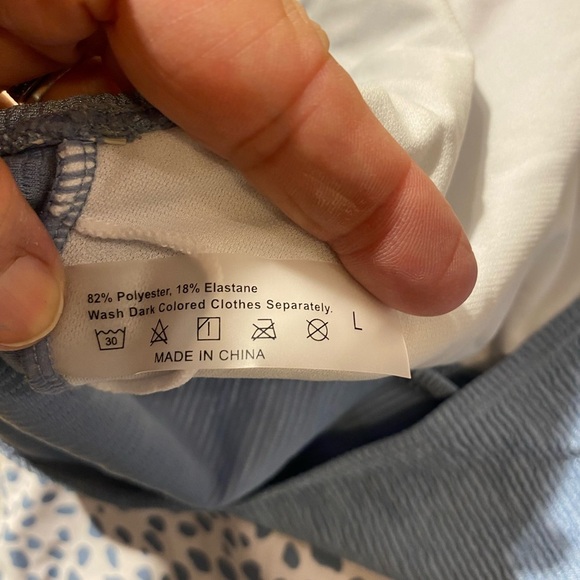 82% Polyester, 18% Elastane
Wash Dark Colored Clothes Separately.
30 L
MADE IN CHINA